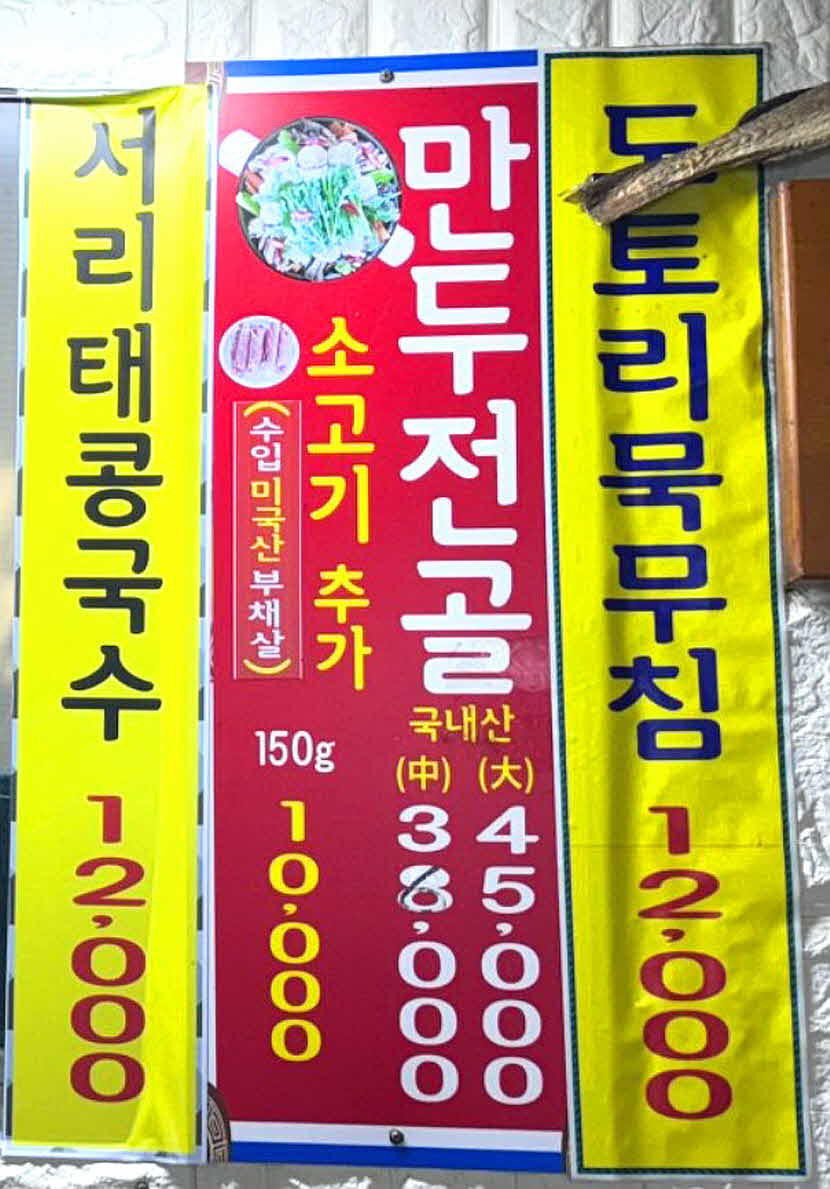 서리태콩국수
12,000
만두전골
국내산
(中) (大)
45,000
소고기 추가
(수입 미국산 부채살)
150g
10,000
도토리묵무침
12,000